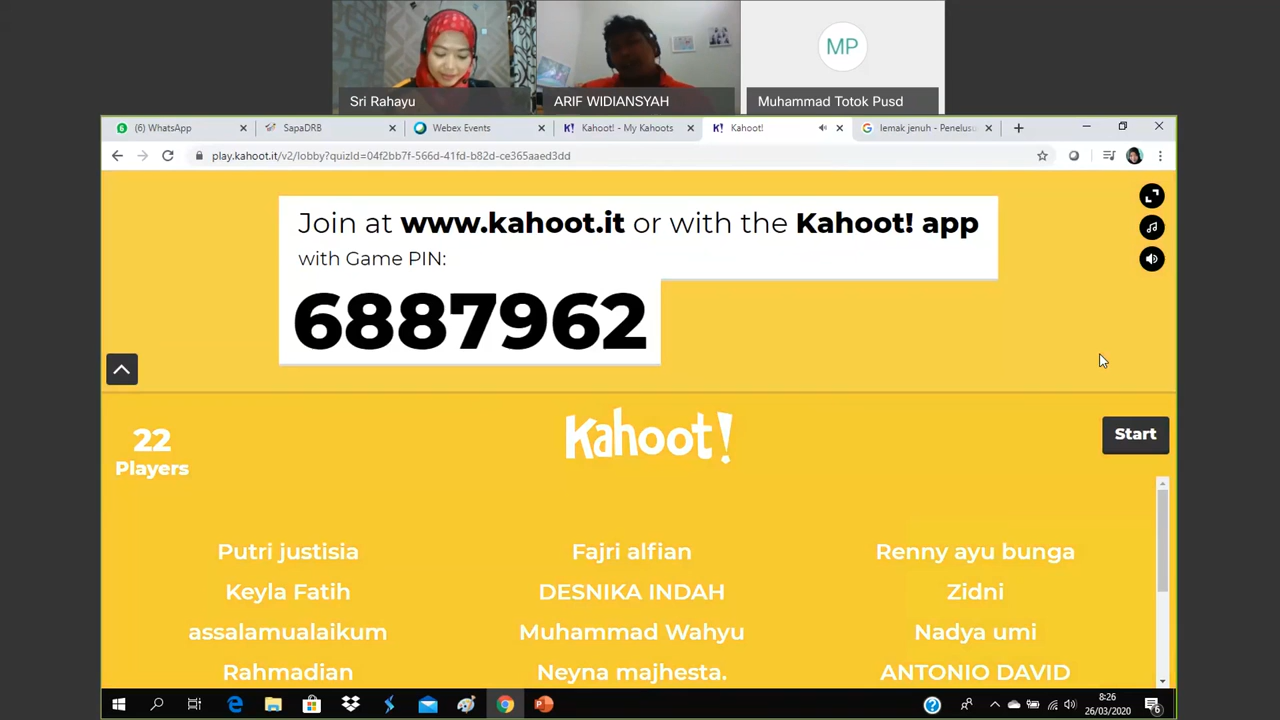 MP
Sri Rahayu
ARIF WIDIANSYAH
Muhammad Totok Pusd
(6) WhatsApp
SapaDRB
Webex Events
Kahoot! - My Kahoots
Kahoot!
lemak jenuh - Penelusu
play.kahoot.it/v2/lobby?quizId=04f2bb7f-566d-41fd-b82d-ce365aaed3dd
Join at www.kahoot.it or with the Kahoot! app
with Game PIN:
6887962
22
Players
Kahoot!
Start
Putri justisia
Fajri alfian
Renny ayu bunga
Keyla Fatih
DESNIKA INDAH
Zidni
assalamualaikum
Muhammad Wahyu
Nadya umi
Rahmadian
Neyna majhesta.
ANTONIO DAVID
8:26
26/03/2020
6